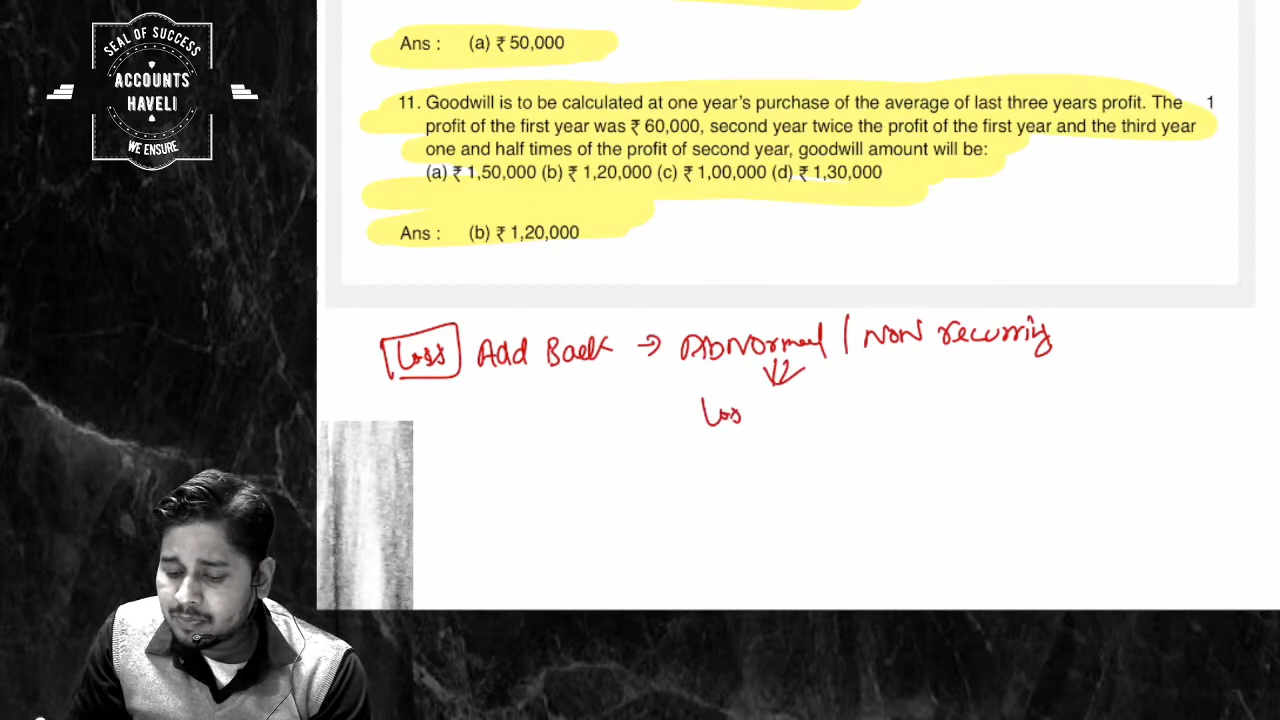 SEAL OF SUCCESS
ACCOUNTS
HAVELI
WE ENSURE
Ans : (a) ₹ 50,000
11. Goodwill is to be calculated at one year's purchase of the average of last three years profit. The 1
profit of the first year was ₹ 60,000, second year twice the profit of the first year and the third year
one and half times of the profit of second year, goodwill amount will be:
(a) ₹ 1,50,000 (b) ₹ 1,20,000 (c) ₹ 1,00,000 (d) ₹ 1,30,000
Ans : (b) ₹ 1,20,000
Loss Add Back → Abnormal / Non recurring
Loss